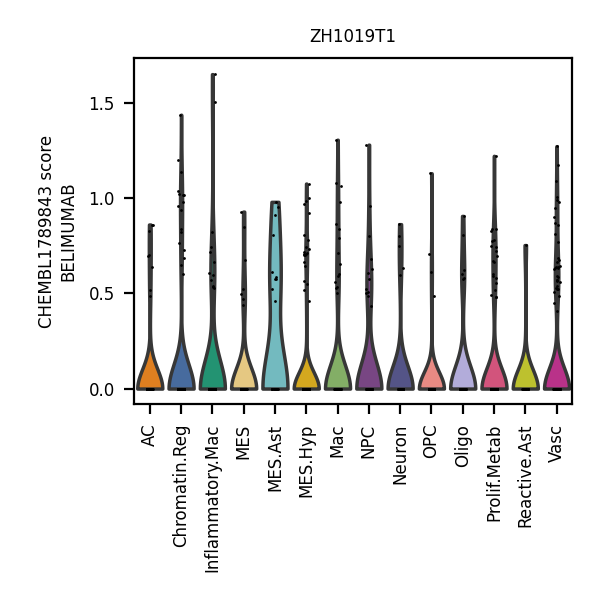 ZH1019T1
CHEMBL1789843 score
BELIMUMAB
1.5
1.0
0.5
0.0
AC
Chromatin.Reg
Inflammatory.Mac
MES
MES.Ast
MES.Hyp
Mac
NPC
Neuron
OPC
Oligo
Prolif.Metab
Reactive.Ast
Vasc